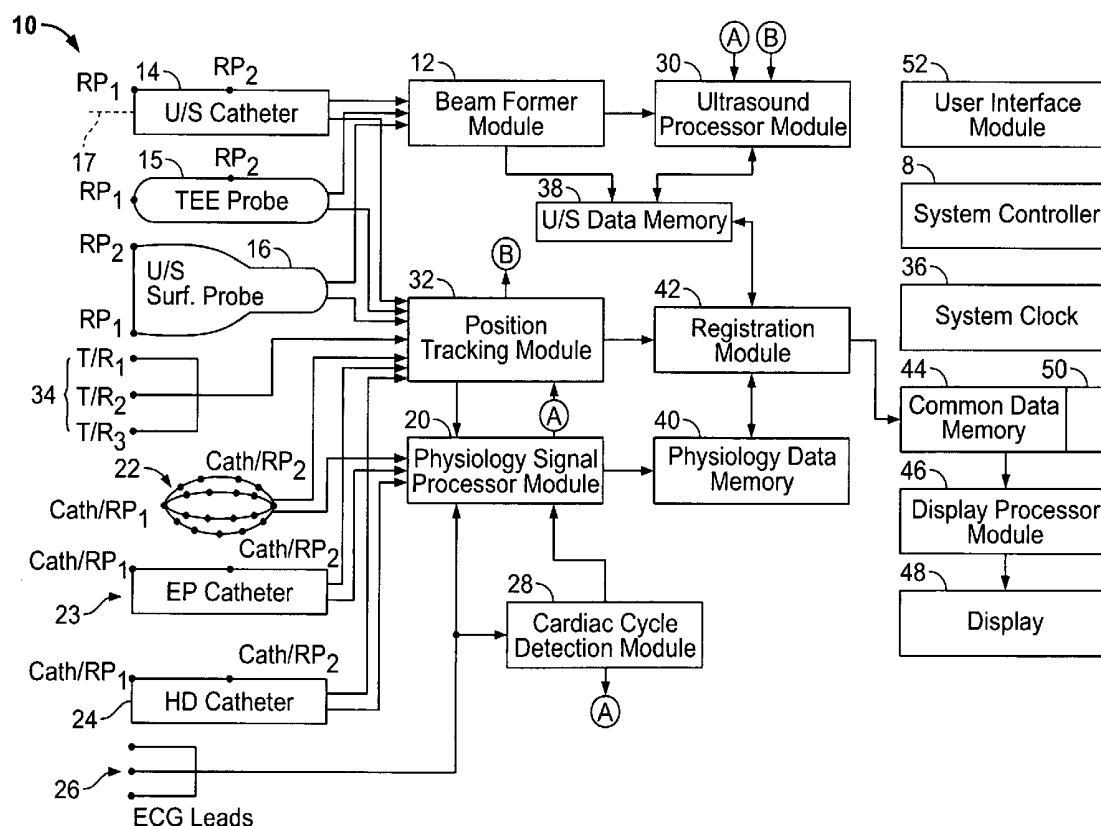 10
RP1
14
RP2
U/S Catheter
17
12
Beam Former
Module
A
B
30
Ultrasound
Processor Module
52
User Interface
Module
15
RP2
RP1
TEE Probe
38
U/S Data Memory
8
System Controller
RP2
16
U/S
Surf. Probe
RP1
B
32
Position
Tracking Module
42
Registration
Module
36
System Clock
34
T/R1
T/R2
T/R3
A
44
50
Common Data
Memory
22
Cath/RP2
Cath/RP1
20
Physiology Signal
Processor Module
40
Physiology Data
Memory
46
Display Processor
Module
Cath/RP1
Cath/RP2
EP Catheter
23
28
Cardiac Cycle
Detection Module
48
Display
Cath/RP1
Cath/RP2
HD Catheter
24
A
26
ECG Leads